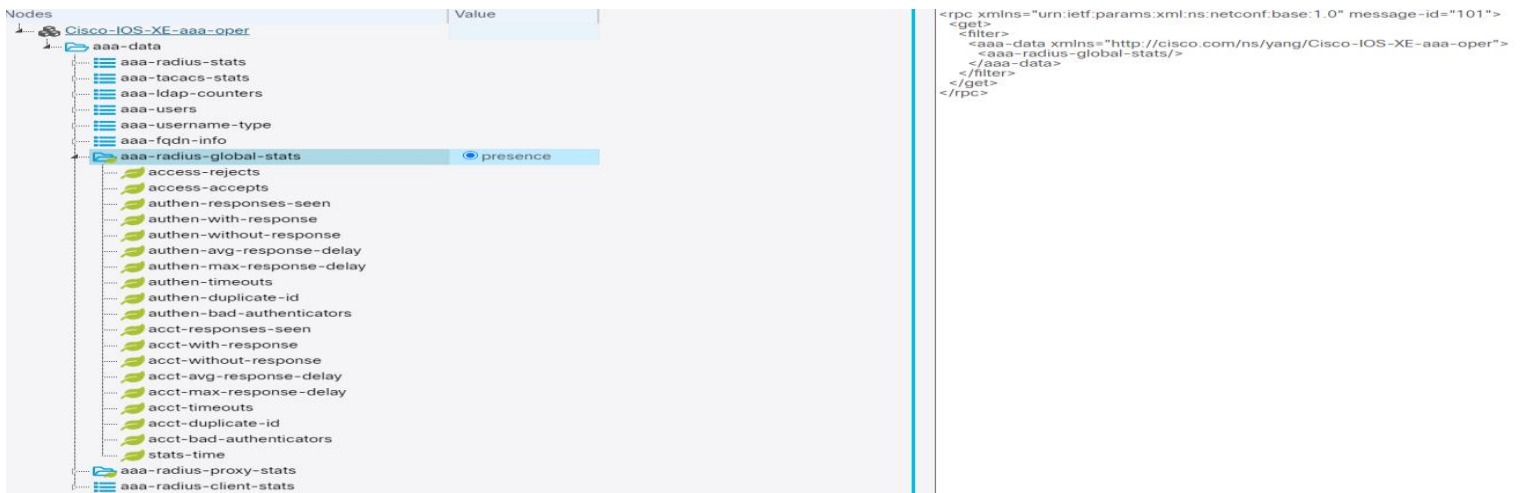 Nodes Value
Cisco-IOS-XE-aaa-oper
aaa-data
aaa-radius-stats
aaa-tacacs-stats
aaa-ldap-counters
aaa-users
aaa-username-type
aaa-fqdn-info
aaa-radius-global-stats presence
access-rejects
access-accepts
authen-responses-seen
authen-with-response
authen-without-response
authen-avg-response-delay
authen-max-response-delay
authen-timeouts
authen-duplicate-id
authen-bad-authenticators
acct-responses-seen
acct-with-response
acct-without-response
acct-avg-response-delay
acct-max-response-delay
acct-timeouts
acct-duplicate-id
acct-bad-authenticators
stats-time
aaa-radius-proxy-stats
aaa-radius-client-stats
<rpc xmlns="urn:ietf:params:xml:ns:netconf:base:1.0" message-id="101">
<get>
<filter>
<aaa-data xmlns="http://cisco.com/ns/yang/Cisco-IOS-XE-aaa-oper">
<aaa-radius-global-stats/>
</aaa-data>
</filter>
</get>
</rpc>